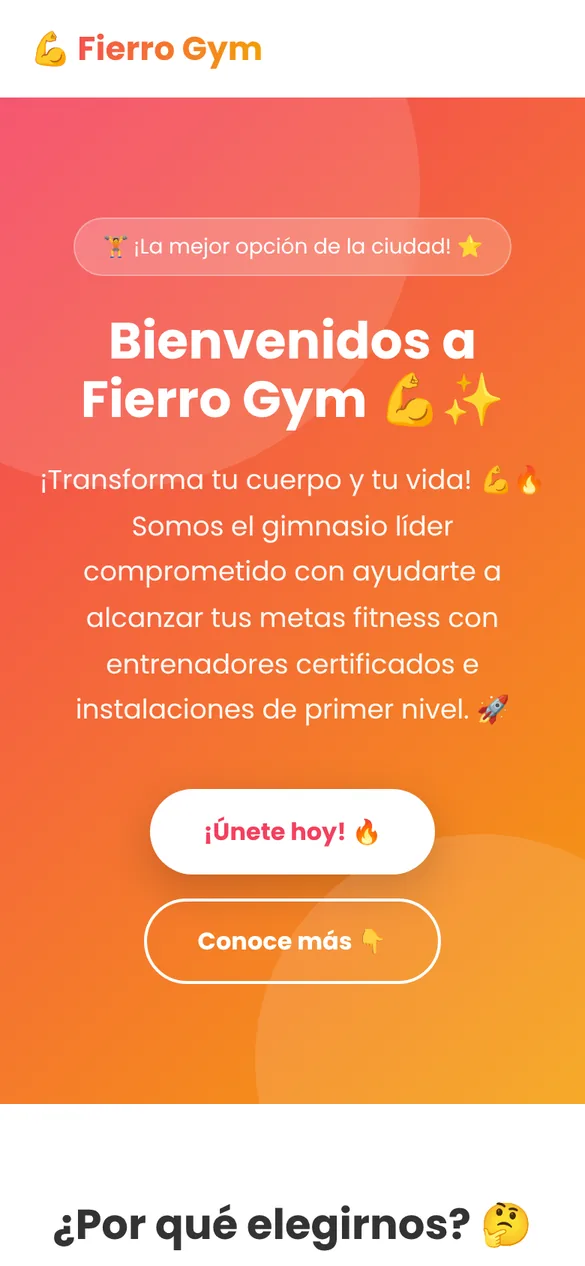 💪 Fierro Gym
🏋️ ¡La mejor opción de la ciudad! ⭐
Bienvenidos a
Fierro Gym 💪✨
¡Transforma tu cuerpo y tu vida! 💪🔥
Somos el gimnasio líder
comprometido con ayudarte a
alcanzar tus metas fitness con
entrenadores certificados e
instalaciones de primer nivel. 🚀
¡Únete hoy! 🔥
Conoce más 👇
¿Por qué elegirnos? 🤔